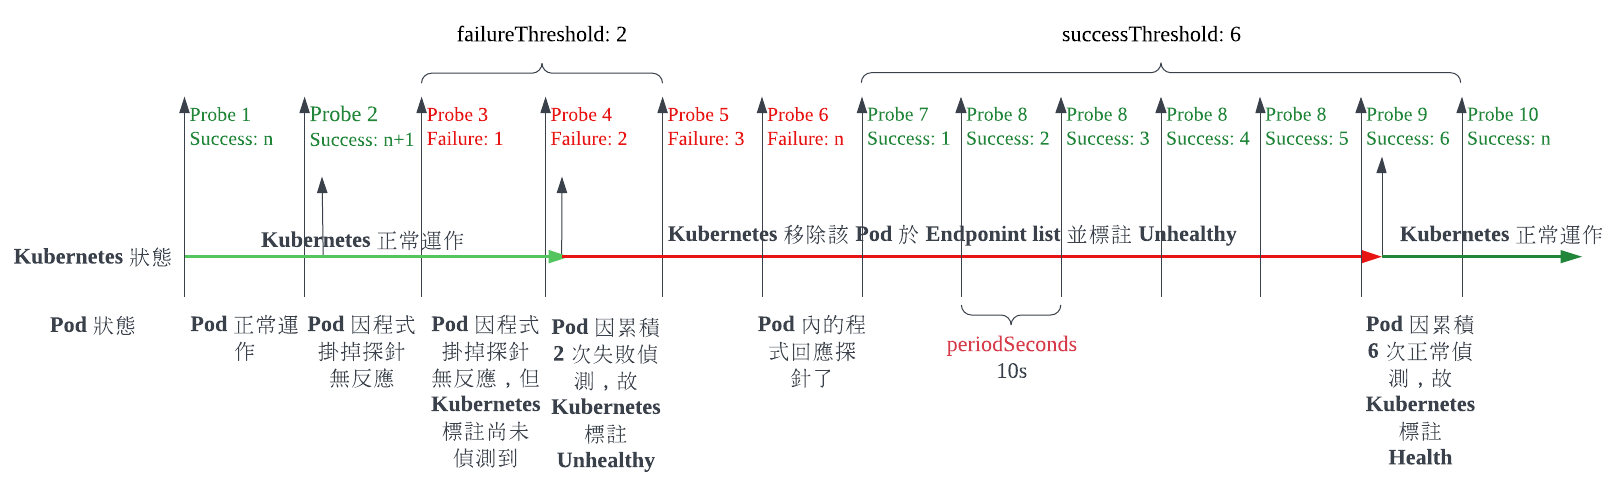 failureThreshold: 2
successThreshold: 6
Probe 1
Success: n
Probe 2
Success: n+1
Probe 3
Failure: 1
Probe 4
Failure: 2
Probe 5
Failure: 3
Probe 6
Failure: n
Probe 7
Success: 1
Probe 8
Success: 2
Probe 8
Success: 3
Probe 8
Success: 4
Probe 8
Success: 5
Probe 9
Success: 6
Probe 10
Success: n
Kubernetes 狀態
Kubernetes 正常運作
Kubernetes 移除該 Pod 於 Endponint list 並標註 Unhealthy
Kubernetes 正常運作
Pod 狀態
Pod 正常運
作
Pod 因程式
掛掉探針
無反應
Pod 因程式
掛掉探針
無反應，但
Kubernetes
標註尚未
偵測到
Pod 因累積
2 次失敗偵
測，故
Kubernetes
標註
Unhealthy
Pod 內的程
式回應探
針了
periodSeconds
10s
Pod 因累積
6 次正常偵
測，故
Kubernetes
標註
Health